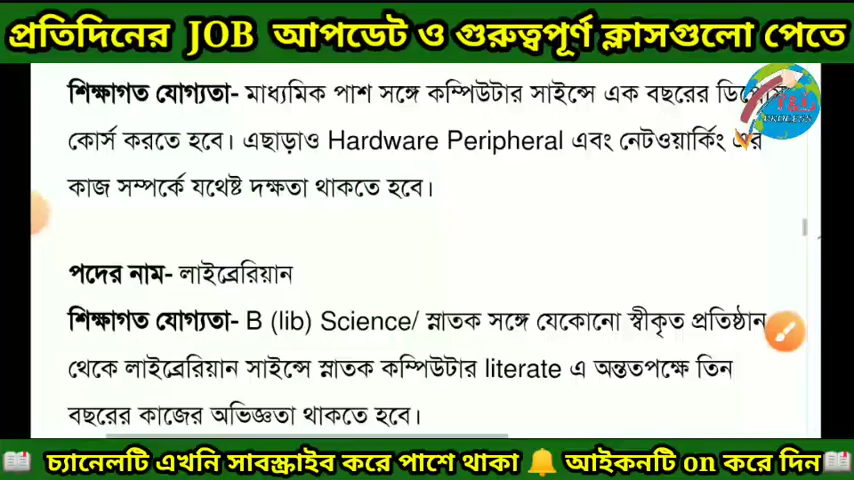 প্রতিদিনের JOB আপডেট ও গুরুত্বপূর্ণ ক্লাসগুলো পেতে
শিক্ষাগত যোগ্যতা- মাধ্যমিক পাশ সঙ্গে কম্পিউটার সাইন্সে এক বছরের
T&L
PROCESS
কোর্স করতে হবে। এছাড়াও Hardware Peripheral এবং নেটওয়ার্কিং এর
কাজ সম্পর্কে যথেষ্ট দক্ষতা থাকতে হবে।
পদের নাম- লাইব্রেরিয়ান
শিক্ষাগত যোগ্যতা- B (lib) Science/ স্নাতক সঙ্গে যেকোনো স্বীকৃত প্রতিষ্ঠান
থেকে লাইব্রেরিয়ান সাইন্সে স্নাতক কম্পিউটার literate এ অন্ততপক্ষে তিন
বছরের কাজের অভিজ্ঞতা থাকতে হবে।
📖 চ্যানেলটি এখনি সাবস্ক্রাইব করে পাশে থাকা 🔔 আইকনটি on করে দিন📖